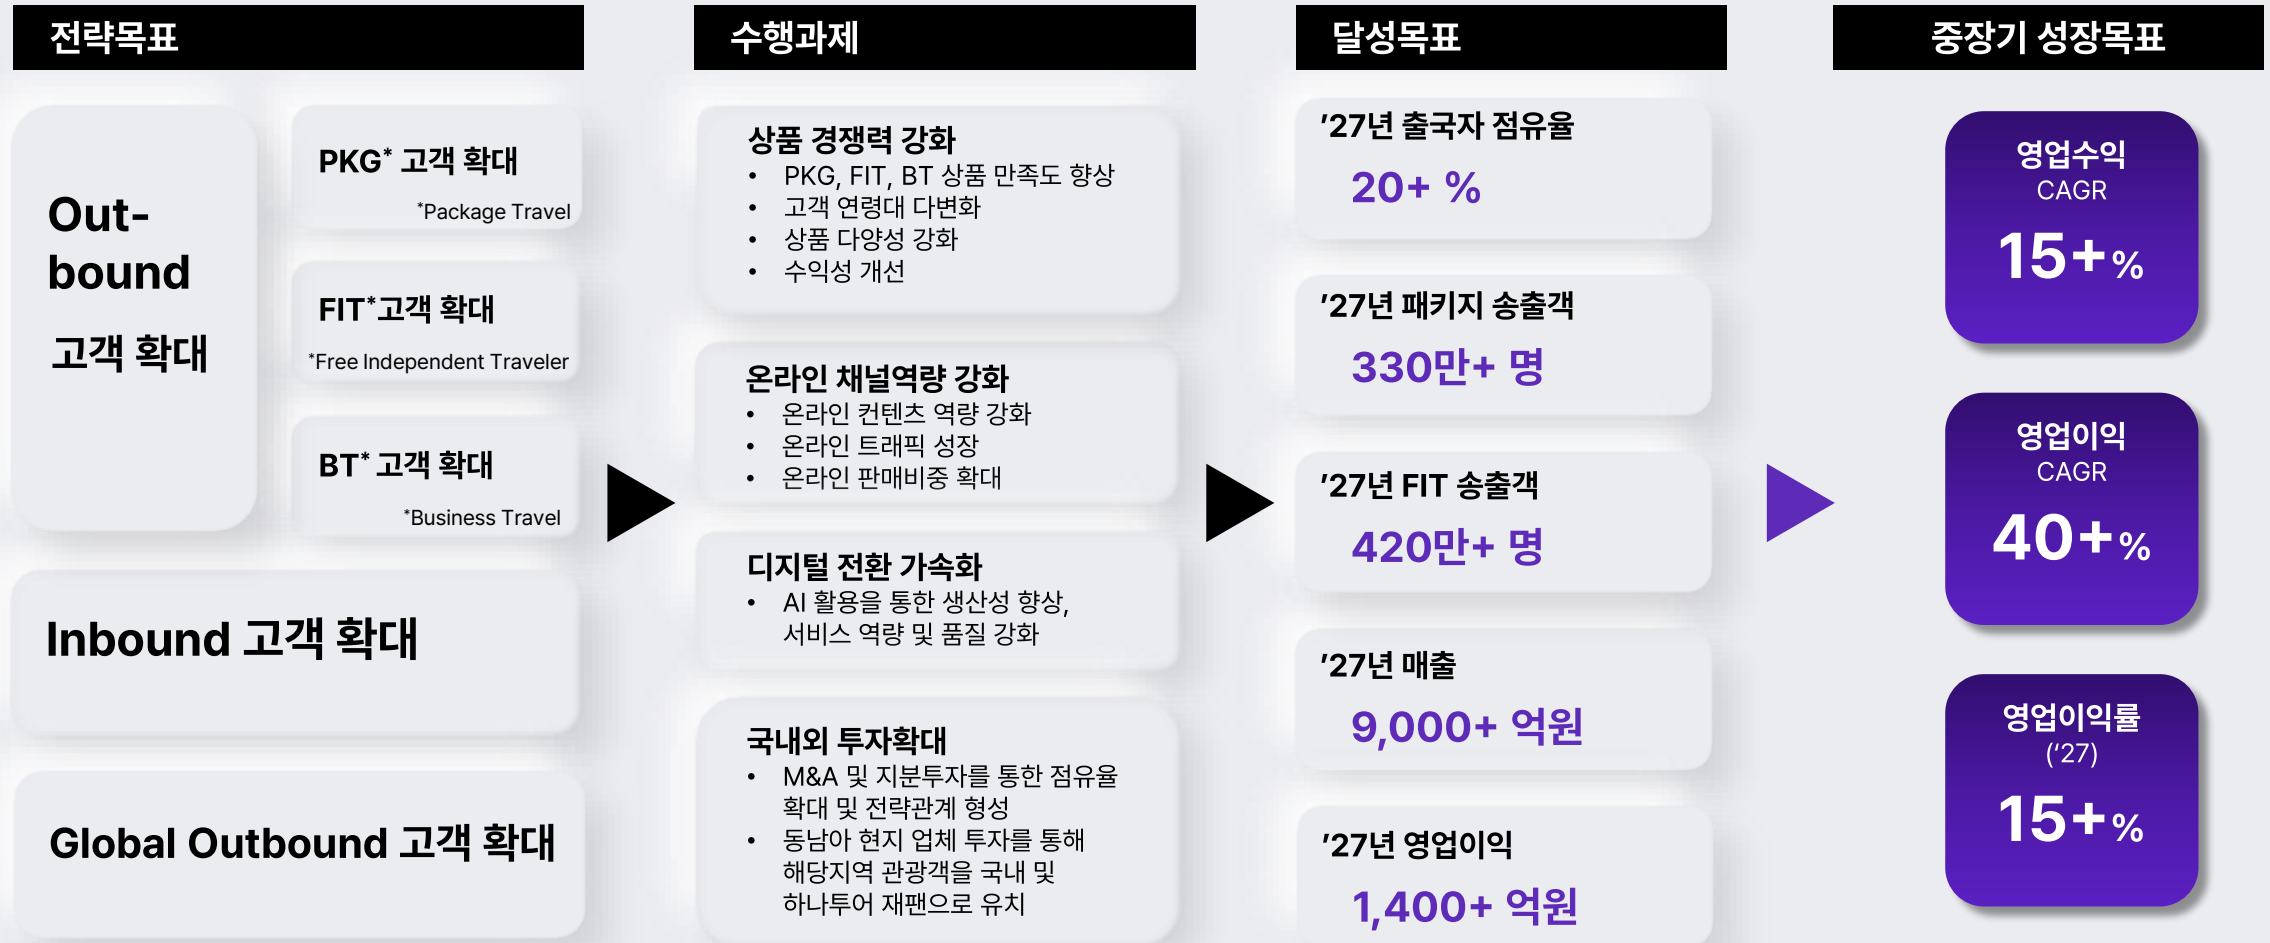 전략목표
Out-
bound
고객 확대
PKG* 고객 확대
*Package Travel
FIT*고객 확대
*Free Independent Traveler
BT* 고객 확대
*Business Travel
Inbound 고객 확대
Global Outbound 고객 확대
수행과제
상품 경쟁력 강화
• PKG, FIT, BT 상품 만족도 향상
• 고객 연령대 다변화
• 상품 다양성 강화
• 수익성 개선
온라인 채널역량 강화
• 온라인 컨텐츠 역량 강화
• 온라인 트래픽 성장
• 온라인 판매비중 확대
디지털 전환 가속화
• AI 활용을 통한 생산성 향상,
서비스 역량 및 품질 강화
국내외 투자확대
• M&A 및 지분투자를 통한 점유율
확대 및 전략관계 형성
• 동남아 현지 업체 투자를 통해
해당지역 관광객을 국내 및
하나투어 재팬으로 유치
달성목표
’27년 출국자 점유율
20+ %
’27년 패키지 송출객
330만+ 명
’27년 FIT 송출객
420만+ 명
’27년 매출
9,000+ 억원
’27년 영업이익
1,400+ 억원
중장기 성장목표
영업수익
CAGR
15+%
영업이익
CAGR
40+%
영업이익률
(‘27)
15+%